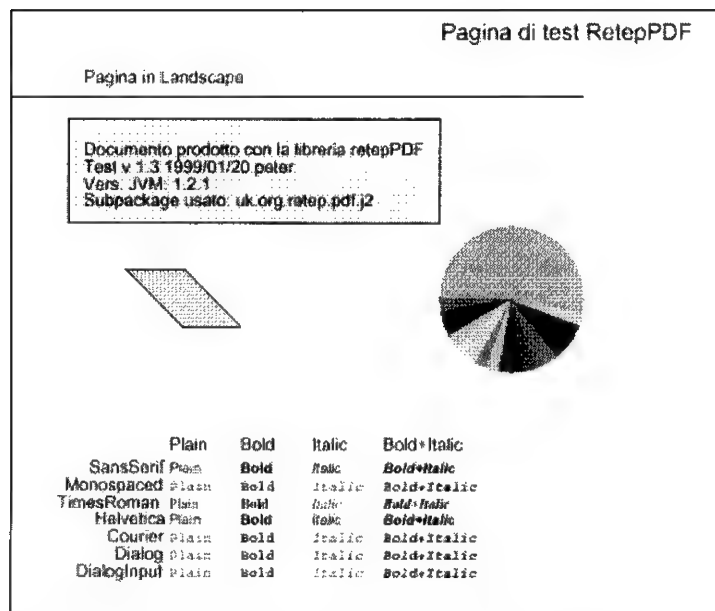 Pagina di test RetepPDF
Pagina in Landscape
Documento prodotto con la libreria retepPDF
Test v 1.3 1999/01/20 peter
Vers. JVM: 1.2.1
Subpackage usato: uk.org.retep.pdf.j2
Plain Bold Italic Bold+Italic
SansSerif Plain Bold Italic Bold+Italic
Monospaced Plain Bold Italic Bold+Italic
TimesRoman Plain Bold Italic Bold+Italic
Helvetica Plain Bold Italic Bold+Italic
Courier Plain Bold Italic Bold+Italic
Dialog Plain Bold Italic Bold+Italic
DialogInput Plain Bold Italic Bold+Italic